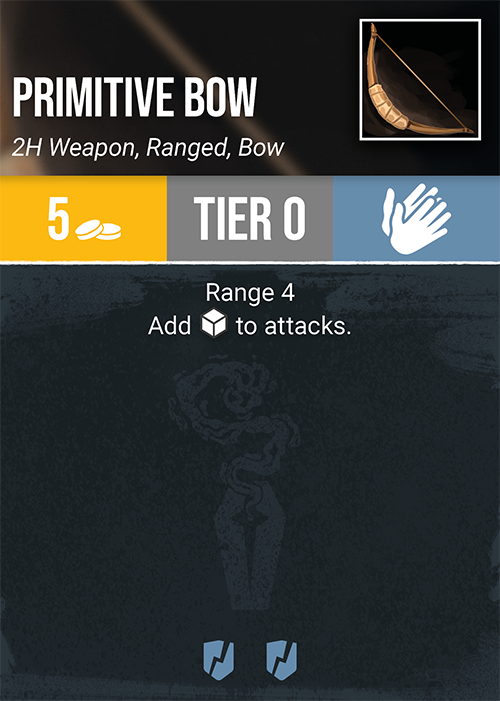 PRIMITIVE BOW
2H Weapon, Ranged, Bow
5
TIER 0
Range 4
Add to attacks.